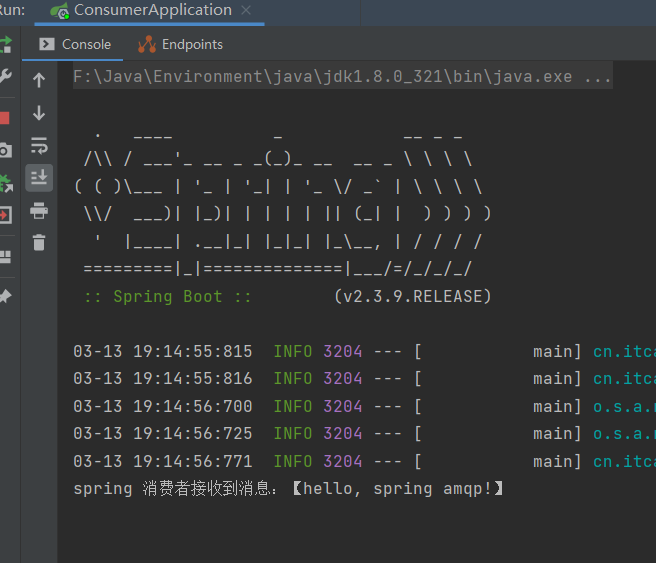 Run:
ConsumerApplication
Console
Endpoints
F:\Java\Environment\java\jdk1.8.0_321\bin\java.exe ...
  .   ____          _            __ _ _
 /\\ / ___'_ __ _ _(_)_ __  __ _ \ \ \ \
( ( )\___ | '_ | '_| | '_ \/ _` | \ \ \ \
 \\/  ___)| |_)| | | | | || (_| |  ) ) ) )
  '  |____| .__|_| |_|_| |_\__, | / / / /
 =========|_|==============|___/=/_/_/_/
 :: Spring Boot ::        (v2.3.9.RELEASE)
03-13 19:14:55:815  INFO 3204 --- [           main] cn.itca
03-13 19:14:55:816  INFO 3204 --- [           main] cn.itca
03-13 19:14:56:700  INFO 3204 --- [           main] o.s.a.
03-13 19:14:56:725  INFO 3204 --- [           main] o.s.a.
03-13 19:14:56:771  INFO 3204 --- [           main] cn.itca
spring 消费者接收到消息：【hello, spring amqp!】